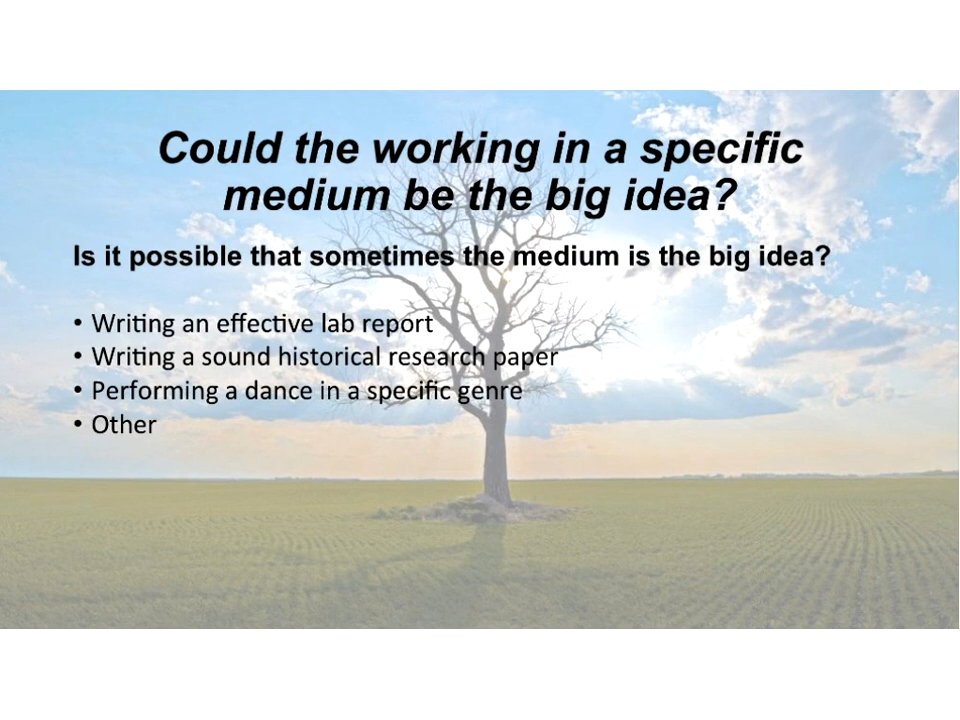 Could the working in a specific
medium be the big idea?
Is it possible that sometimes the medium is the big idea?
• Writing an effective lab report
• Writing a sound historical research paper
• Performing a dance in a specific genre
• Other